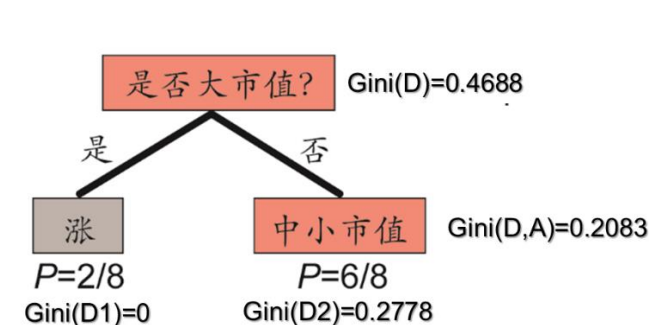 是否大市值? Gini(D)=0.4688
是 否
涨 中小市值 Gini(D,A)=0.2083
P=2/8 P=6/8
Gini(D1)=0 Gini(D2)=0.2778